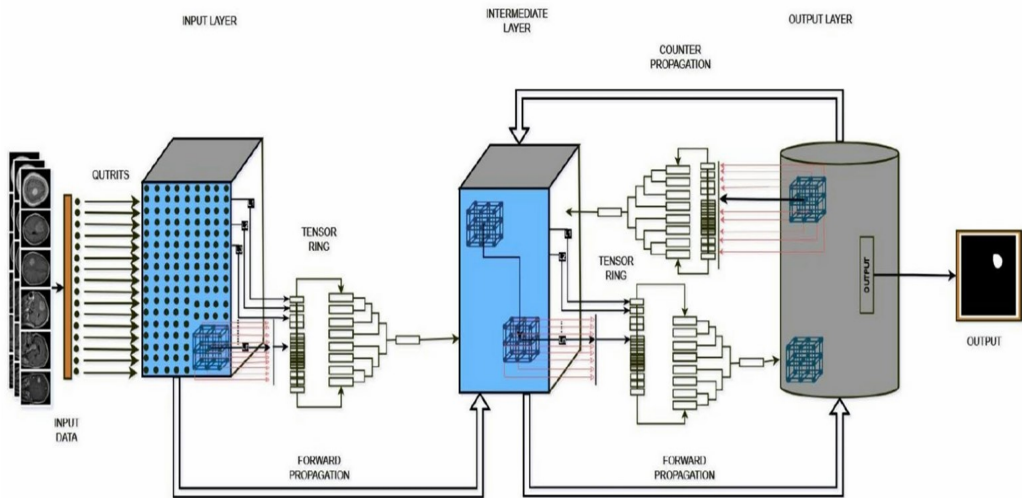 INPUT LAYER
INTERMEDIATE
LAYER
OUTPUT LAYER
COUNTER
PROPAGATION
QUTRITS
TENSOR
RING
TENSOR
RING
OUTPUT
OUTPUT
INPUT
DATA
FORWARD
PROPAGATION
FORWARD
PROPAGATION